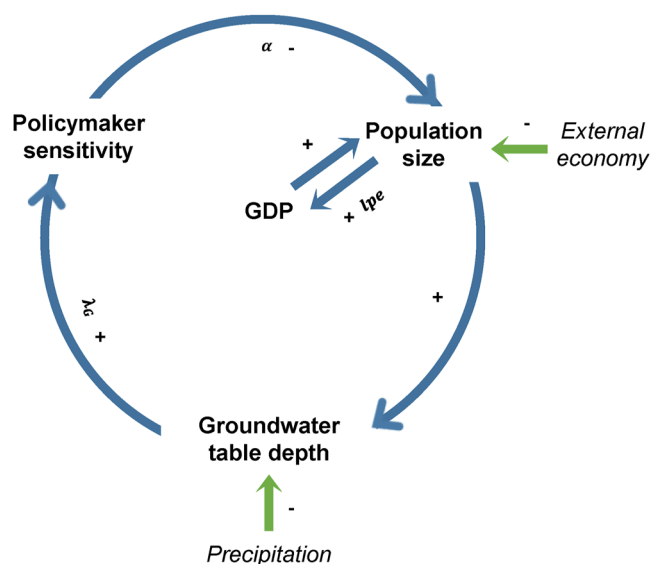 α -
Policymaker
sensitivity
Population
size
-
External
economy
+
GDP
+ lpe
+
λG
+
Groundwater
table depth
-
Precipitation